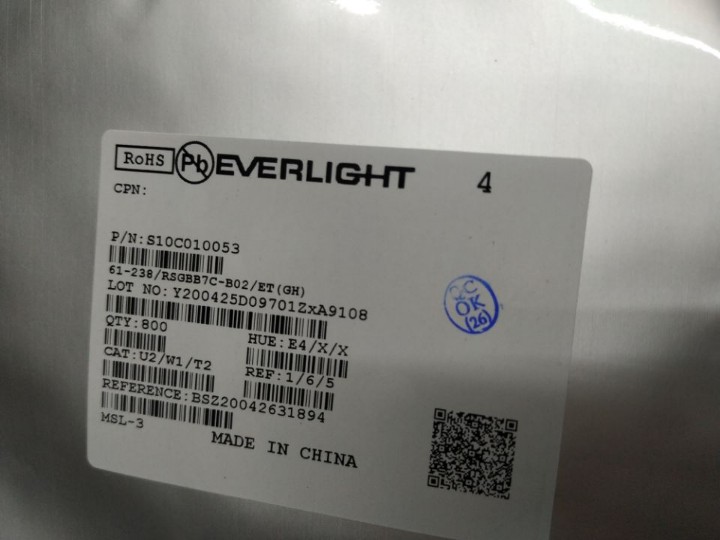 RoHS Pb EVERLIGHT 4
CPN:
P/N:S10C010053
61-238/RSGBB7C-B02/ET(GH)
LOT NO:Y200425D09701ZxA9108
QTY:800
HUE:E4/X/X
CAT:U2/W1/T2
REF:1/6/5
REFERENCE:BSZ20042631894
MSL-3
MADE IN CHINA
QC
OK
(26)